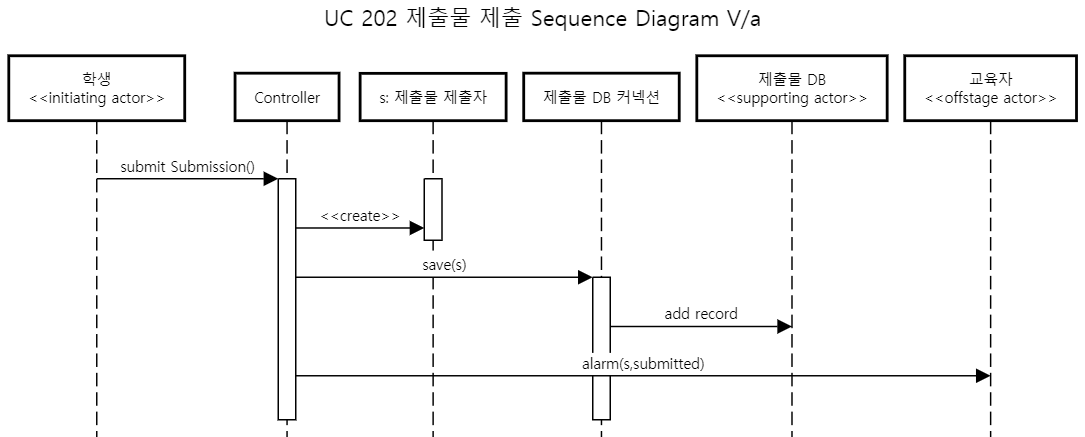 UC 202 제출물 제출 Sequence Diagram V/a
학생
<<initiating actor>>
Controller
s: 제출물 제출자
제출물 DB 커넥션
제출물 DB
<<supporting actor>>
교육자
<<offstage actor>>
submit Submission()
<<create>>
save(s)
add record
alarm(s,submitted)